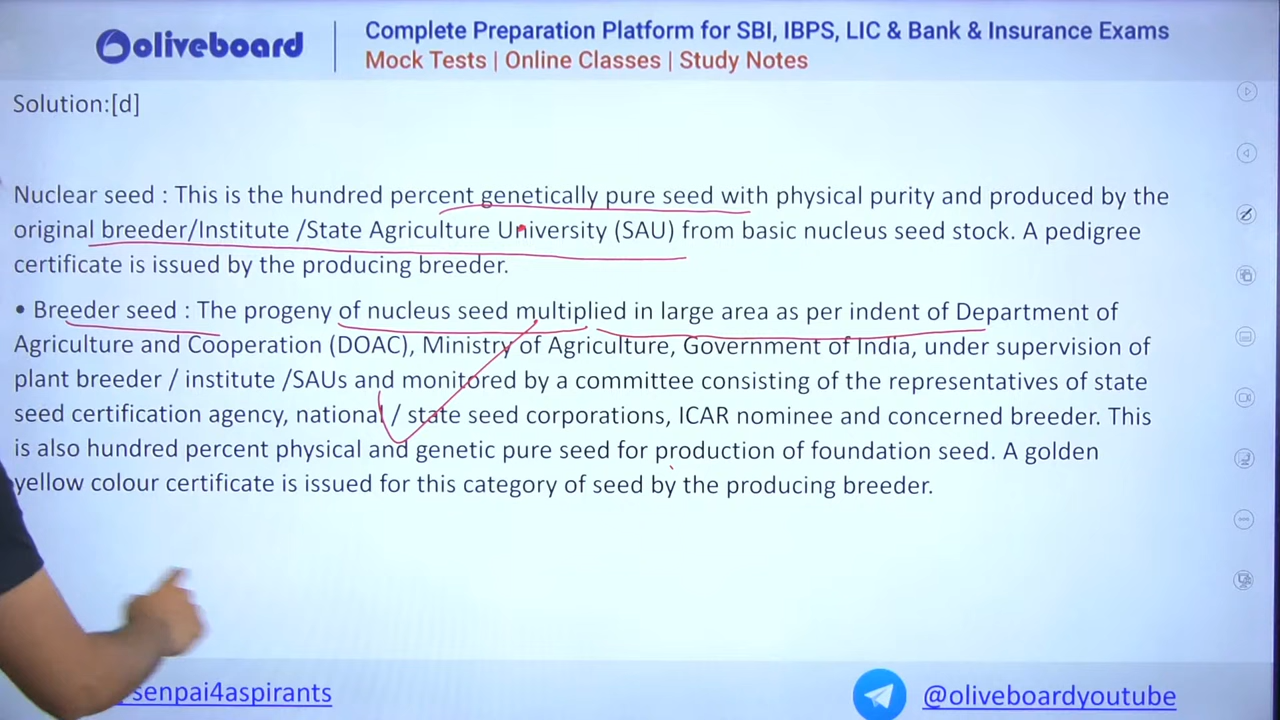 oliveboard
Complete Preparation Platform for SBI, IBPS, LIC & Bank & Insurance Exams
Mock Tests | Online Classes | Study Notes
Solution:[d]
Nuclear seed : This is the hundred percent genetically pure seed with physical purity and produced by the
original breeder/Institute /State Agriculture University (SAU) from basic nucleus seed stock. A pedigree
certificate is issued by the producing breeder.
• Breeder seed : The progeny of nucleus seed multiplied in large area as per indent of Department of
Agriculture and Cooperation (DOAC), Ministry of Agriculture, Government of India, under supervision of
plant breeder / institute /SAUs and monitored by a committee consisting of the representatives of state
seed certification agency, national / state seed corporations, ICAR nominee and concerned breeder. This
is also hundred percent physical and genetic pure seed for production of foundation seed. A golden
yellow colour certificate is issued for this category of seed by the producing breeder.
senpai4aspirants
@oliveboardyoutube